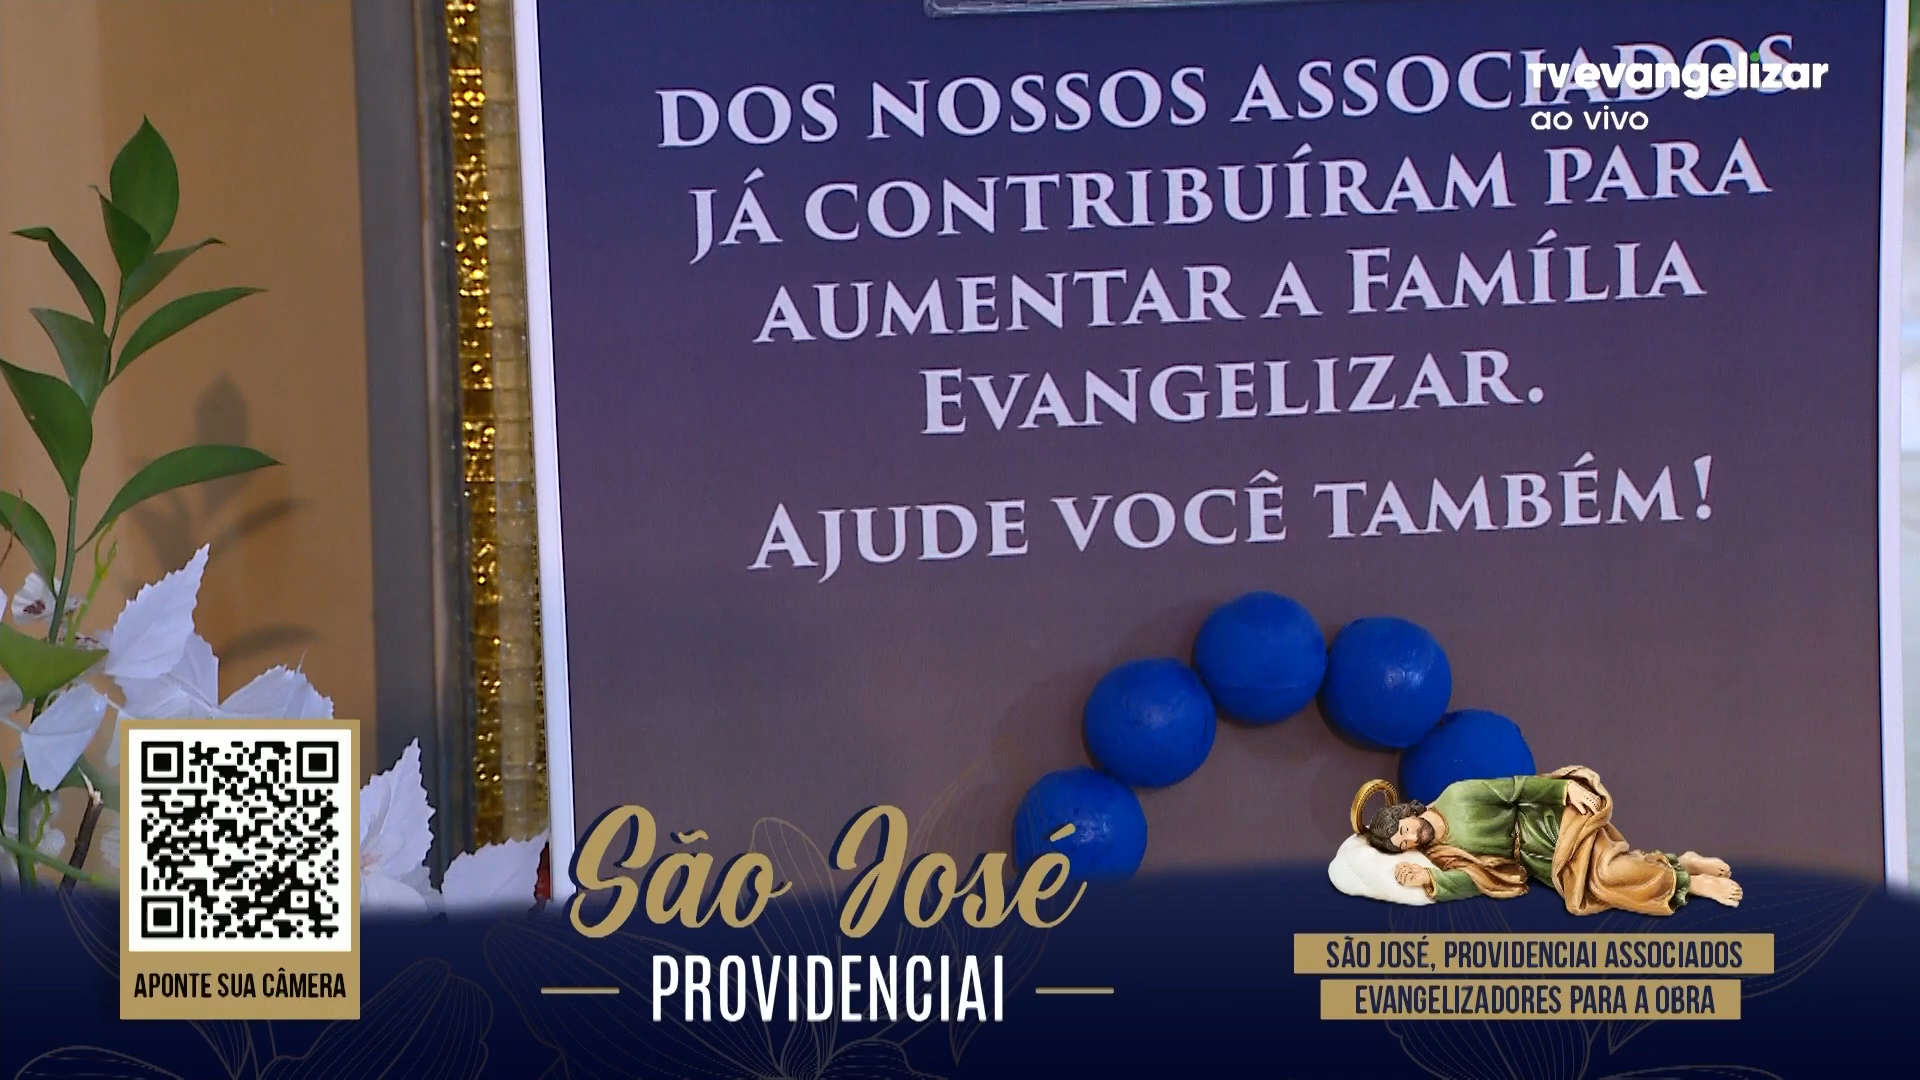 DOS NOSSOS ASSOCIADOS
TVevangelizar
ao vivo
JÁ CONTRIBUÍRAM PARA
AUMENTAR A FAMÍLIA
EVANGELIZAR.
AJUDE VOCÊ TAMBÉM!
São José
PROVIDENCIAI
APONTE SUA CÂMERA
SÃO JOSÉ, PROVIDENCIAI ASSOCIADOS
EVANGELIZADORES PARA A OBRA